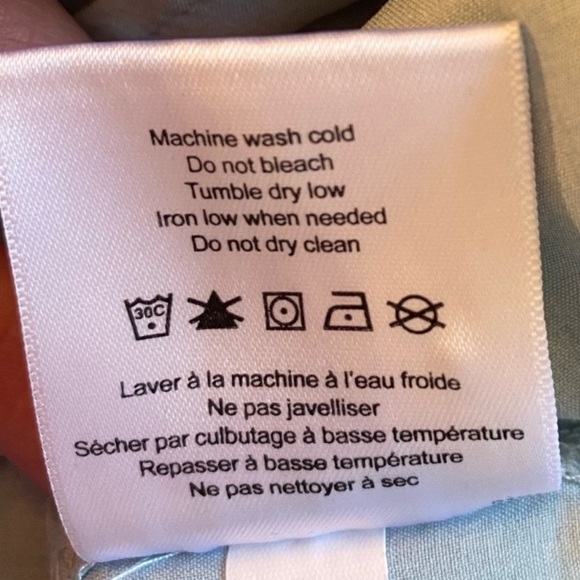 Machine wash cold
Do not bleach
Tumble dry low
Iron low when needed
Do not dry clean
30C
Laver à la machine à l'eau froide
Ne pas javelliser
Sécher par culbutage à basse température
Repasser à basse température
Ne pas nettoyer à sec